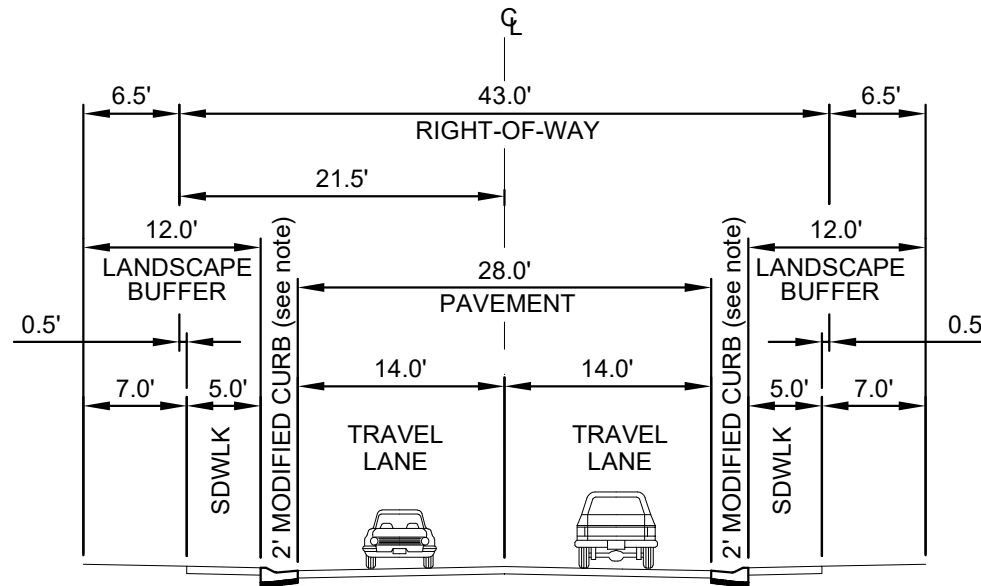 ℄
6.5'
43.0'
6.5'
RIGHT-OF-WAY
21.5'
12.0'
12.0'
LANDSCAPE
BUFFER
LANDSCAPE
BUFFER
2' MODIFIED CURB (see note)
2' MODIFIED CURB (see note)
28.0'
PAVEMENT
0.5'
0.5
7.0'
5.0'
14.0'
14.0'
5.0'
7.0'
SDWLK
TRAVEL
LANE
TRAVEL
LANE
SDWLK